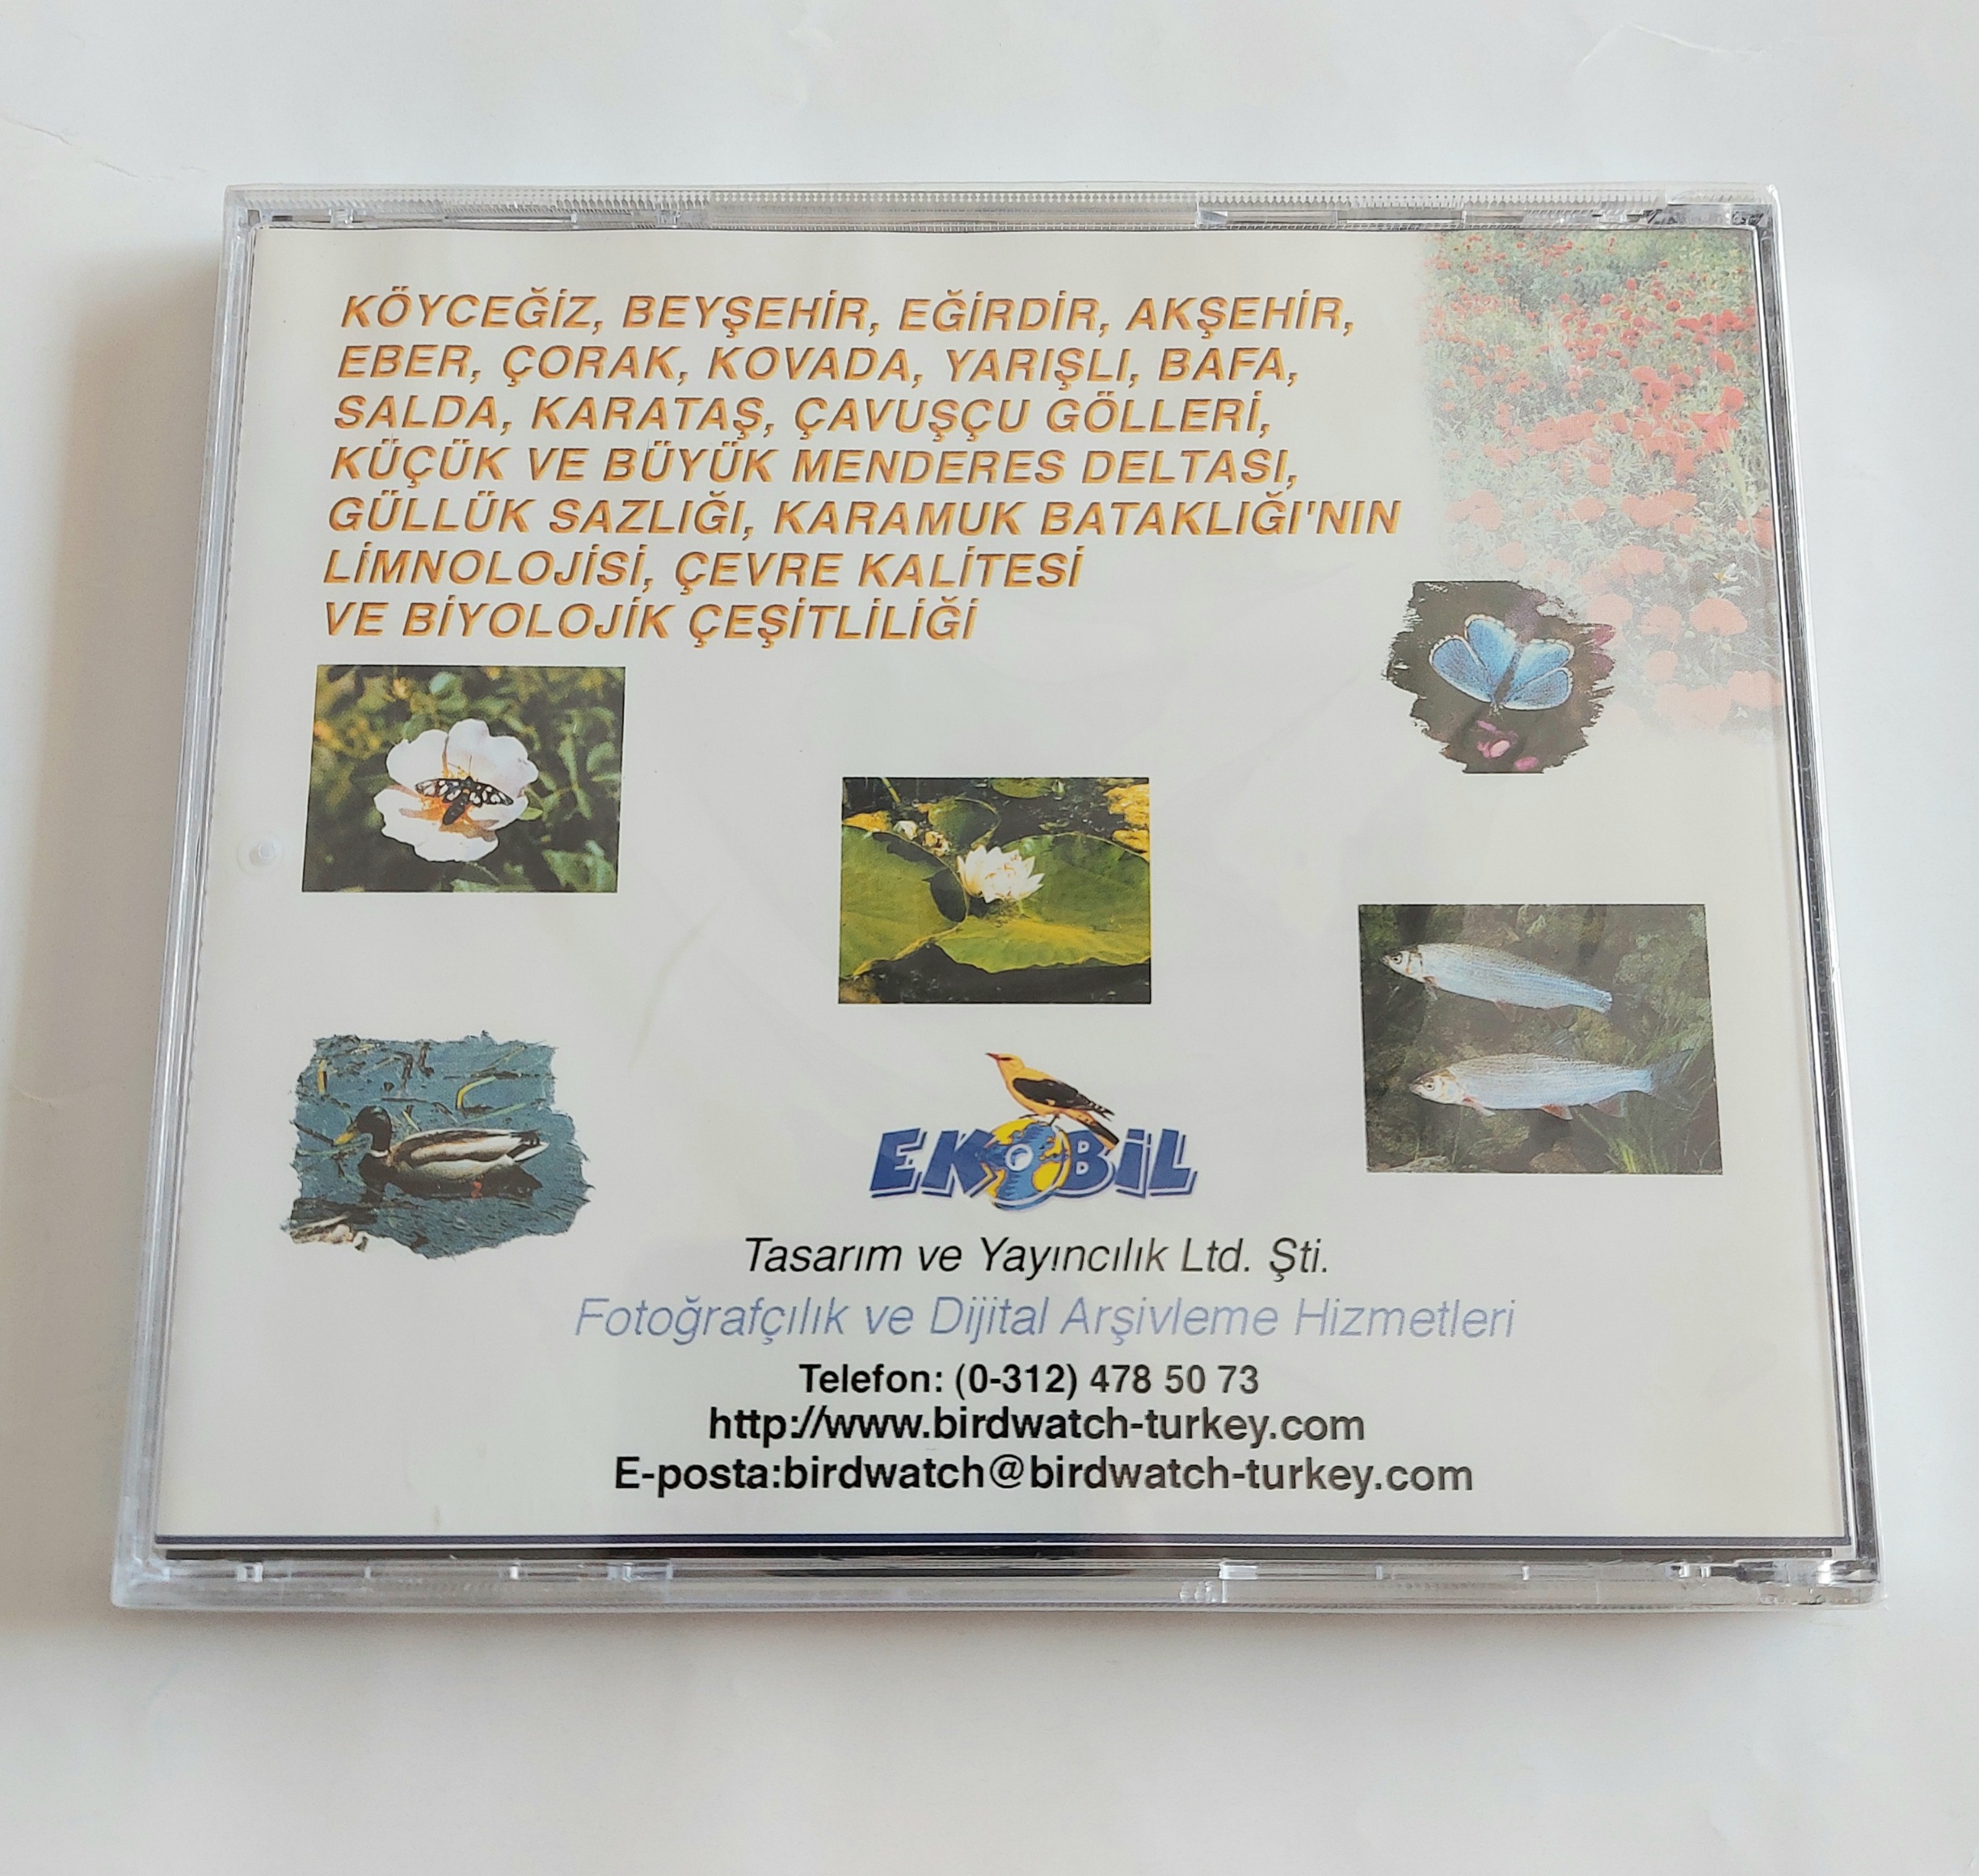 KÖYCEĞİZ, BEYŞEHİR, EĞİRDİR, AKŞEHİR,
EBER, ÇORAK, KOVADA, YARIŞLI, BAFA,
SALDA, KARATAŞ, ÇAVUŞÇU GÖLLERİ,
KÜÇÜK VE BÜYÜK MENDERES DELTASI,
GÜLLÜK SAZLIĞI, KARAMUK BATAKLIĞI'NIN
LİMNOLOJİSİ, ÇEVRE KALİTESİ
VE BİYOLOJİK ÇEŞİTLİLİĞİ
EKOBİL
Tasarım ve Yayıncılık Ltd. Şti.
Fotoğrafçılık ve Dijital Arşivleme Hizmetleri
Telefon: (0-312) 478 50 73
http://www.birdwatch-turkey.com
E-posta:birdwatch@birdwatch-turkey.com